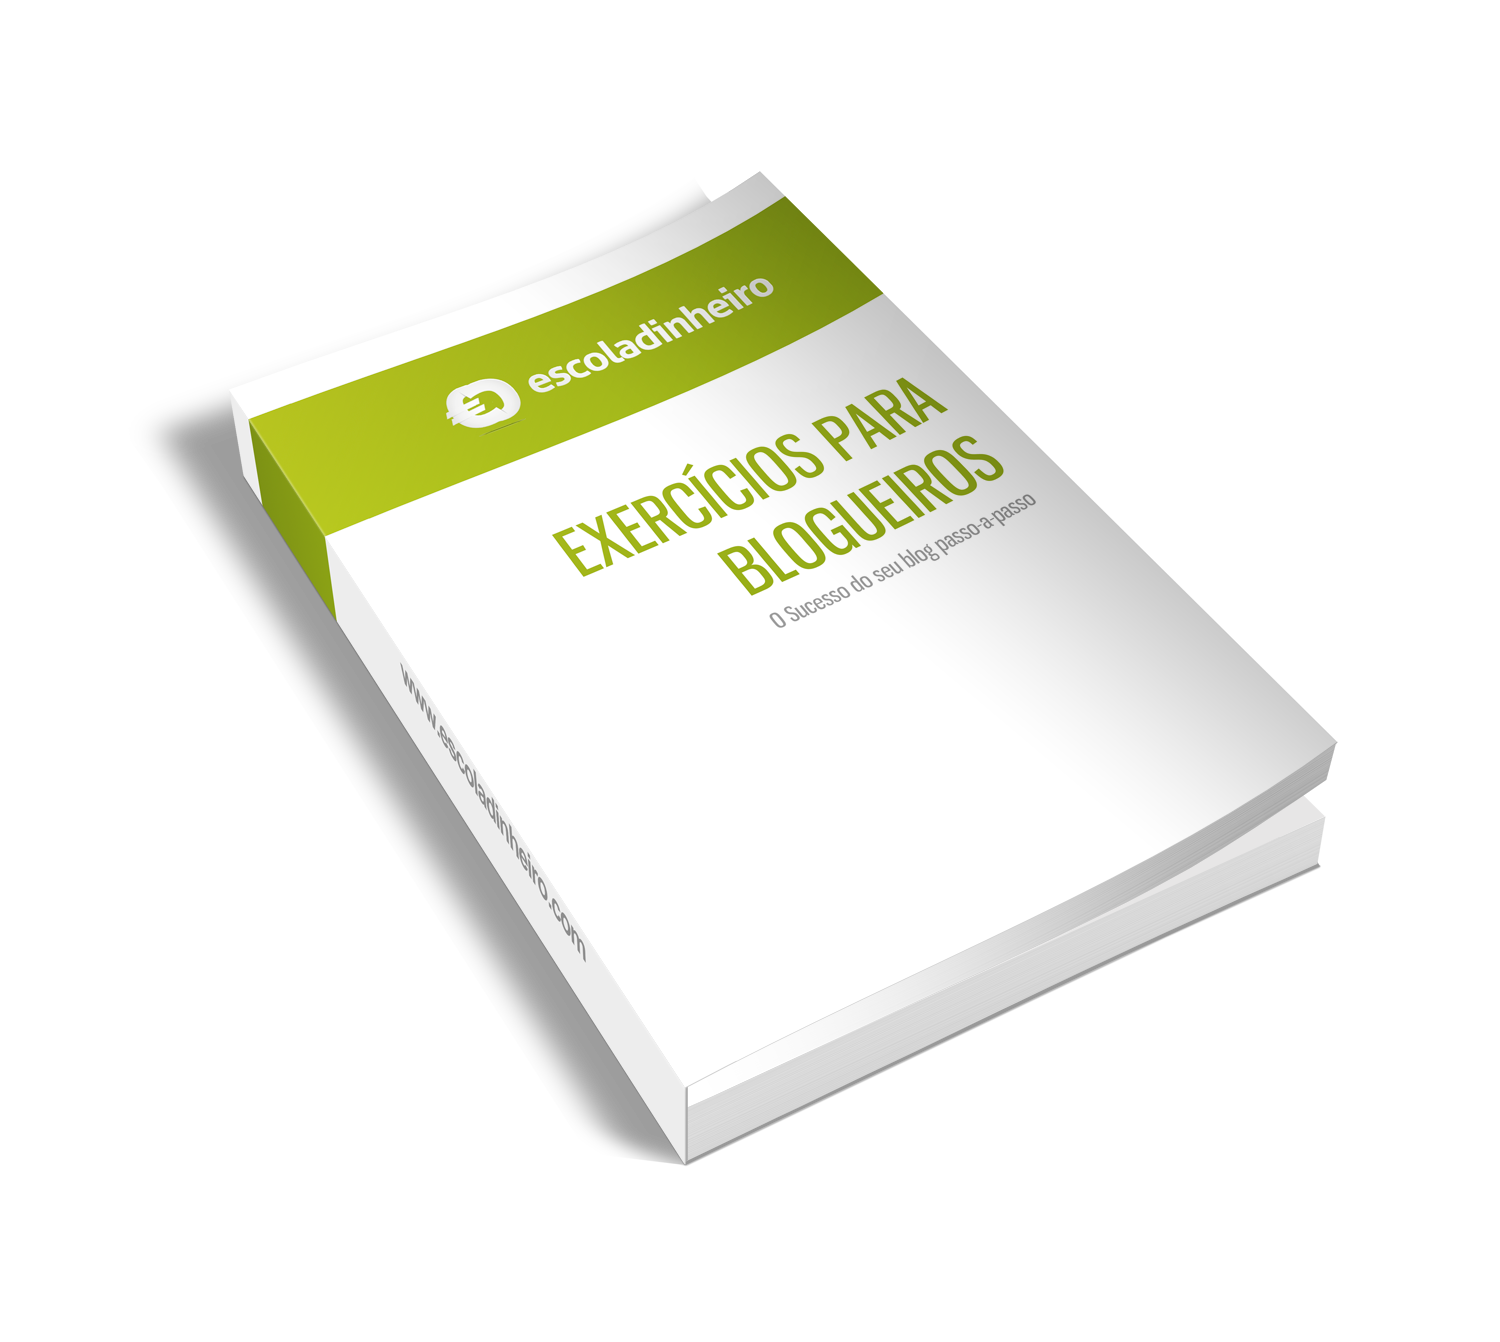 escoladinheiro
EXERCÍCIOS PARA
BLOGUEIROS
O Sucesso do seu blog passo-a-passo
www.escoladinheiro.com